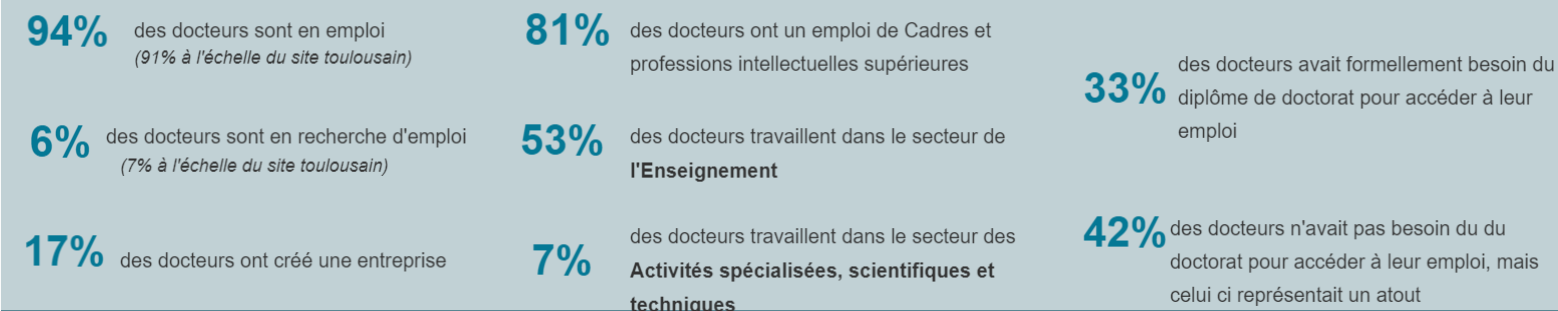 94%
des docteurs sont en emploi
(91% à l'échelle du site toulousain)
6%
des docteurs sont en recherche d'emploi
(7% à l'échelle du site toulousain)
17%
des docteurs ont créé une entreprise
81%
des docteurs ont un emploi de Cadres et
professions intellectuelles supérieures
53%
des docteurs travaillent dans le secteur de
l'Enseignement
7%
des docteurs travaillent dans le secteur des
Activités spécialisées, scientifiques et
techniques
33%
des docteurs avait formellement besoin du
diplôme de doctorat pour accéder à leur
emploi
42%
des docteurs n'avait pas besoin du du
doctorat pour accéder à leur emploi, mais
celui ci représentait un atout